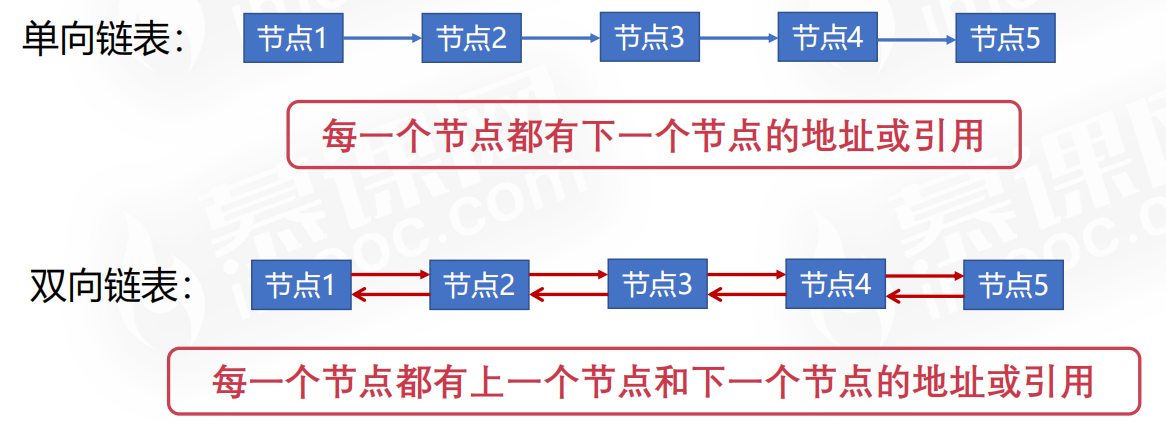 单向链表：
节点1 节点2 节点3 节点4 节点5
每一个节点都有下一个节点的地址或引用
双向链表：
节点1 节点2 节点3 节点4 节点5
每一个节点都有上一个节点和下一个节点的地址或引用
慕课网
imooc.com